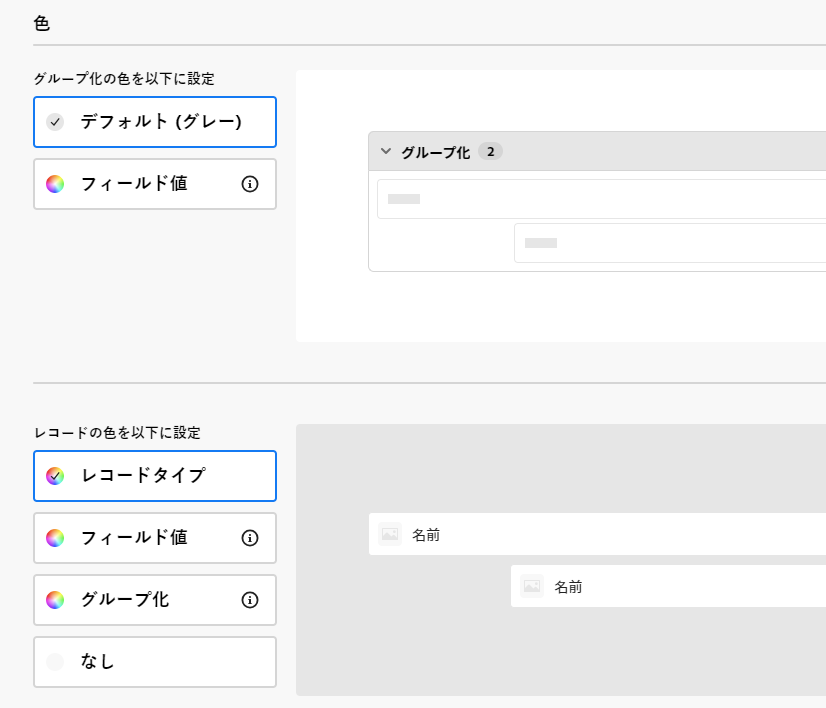 色
グループ化の色を以下に設定
デフォルト (グレー)
フィールド値
グループ化 2
レコードの色を以下に設定
レコードタイプ
フィールド値
グループ化
なし
名前
名前